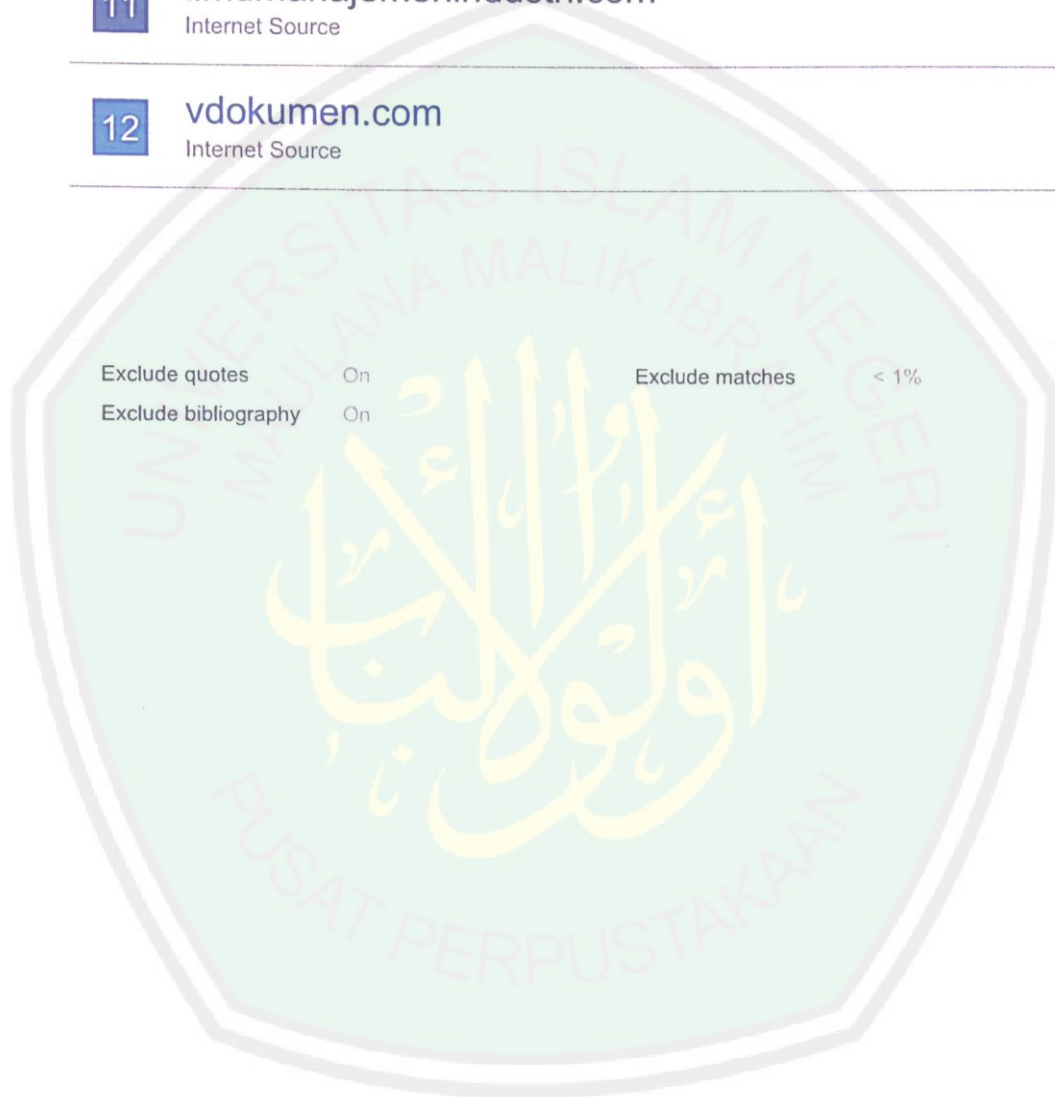 11
Internet Source
12 vdokumen.com
Internet Source
Exclude quotes On Exclude matches < 1%
Exclude bibliography On
UNIVERSITAS ISLAM NEGERI
MAULANA MALIK IBRAHIM
PUSAT PERPUSTAKAAN